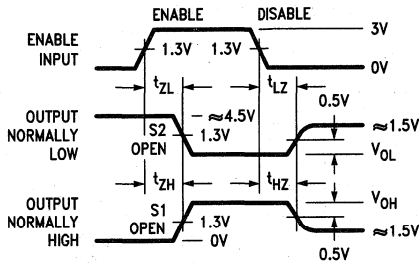 ENABLE DISABLE
3V
ENABLE INPUT
1.3V 1.3V
0V
tZL tLZ
0.5V
OUTPUT NORMALLY LOW
≈4.5V
≈1.5V
S2 OPEN
1.3V
VOL
tZH tHZ
OUTPUT NORMALLY HIGH
S1 OPEN
VOH
1.3V
≈1.5V
0V
0.5V